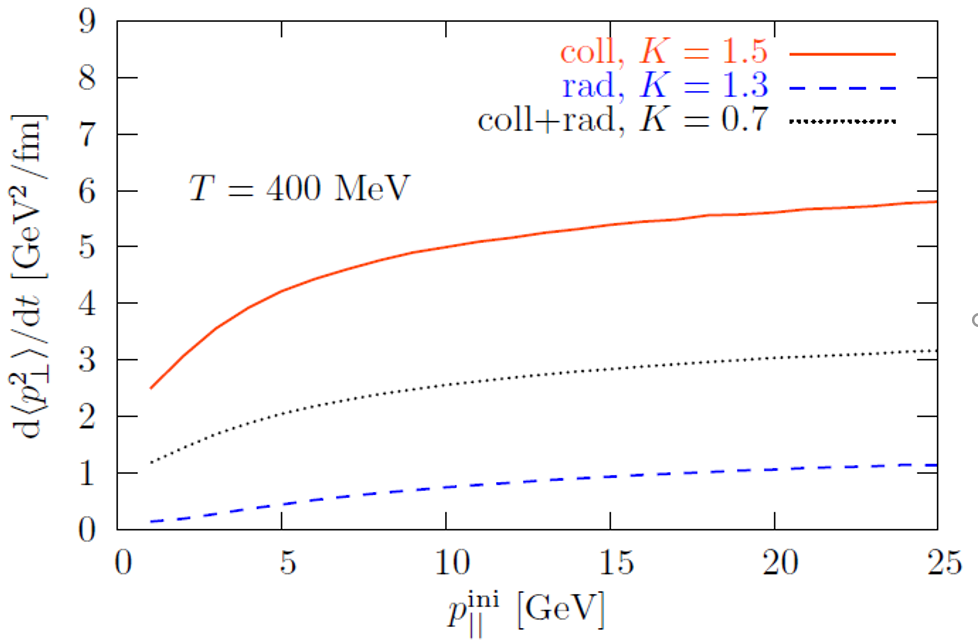 9
8
7
6
5
4
3
2
1
0
d⟨p²⊥⟩/dt [GeV²/fm]
coll, K = 1.5
rad, K = 1.3
coll+rad, K = 0.7
T = 400 MeV
0 5 10 15 20 25
p||^ini [GeV]